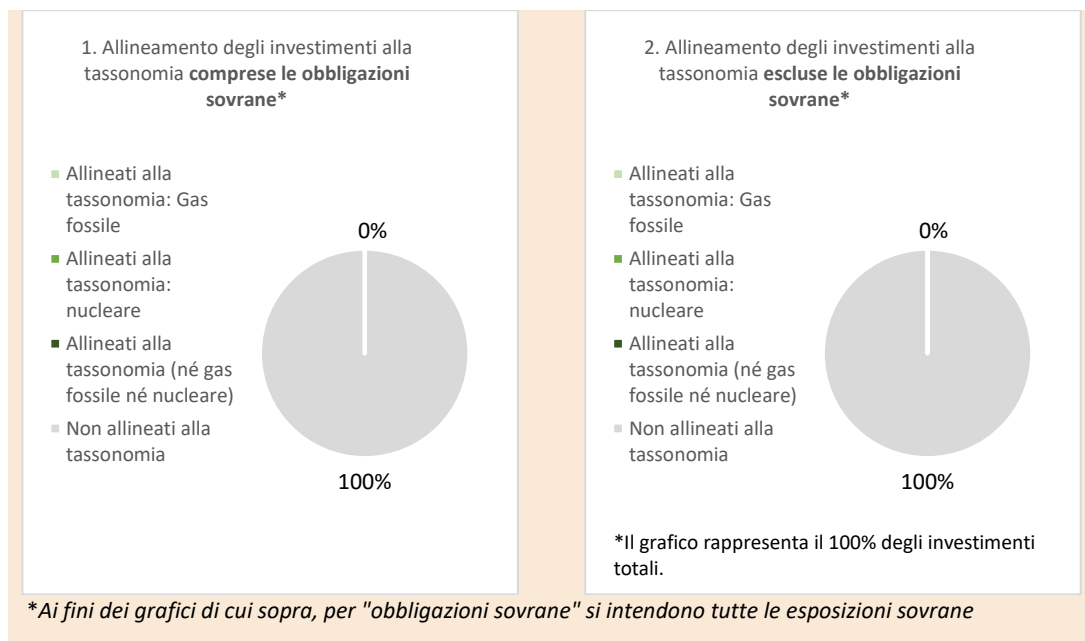 1. Allineamento degli investimenti alla
tassonomia comprese le obbligazioni
sovrane*
Allineati alla
tassonomia: Gas
fossile
Allineati alla
tassonomia:
nucleare
Allineati alla
tassonomia (né gas
fossile né nucleare)
Non allineati alla
tassonomia
0%
100%
2. Allineamento degli investimenti alla
tassonomia escluse le obbligazioni
sovrane*
Allineati alla
tassonomia: Gas
fossile
Allineati alla
tassonomia:
nucleare
Allineati alla
tassonomia (né gas
fossile né nucleare)
Non allineati alla
tassonomia
0%
100%
*Il grafico rappresenta il 100% degli investimenti
totali.
*Ai fini dei grafici di cui sopra, per "obbligazioni sovrane" si intendono tutte le esposizioni sovrane